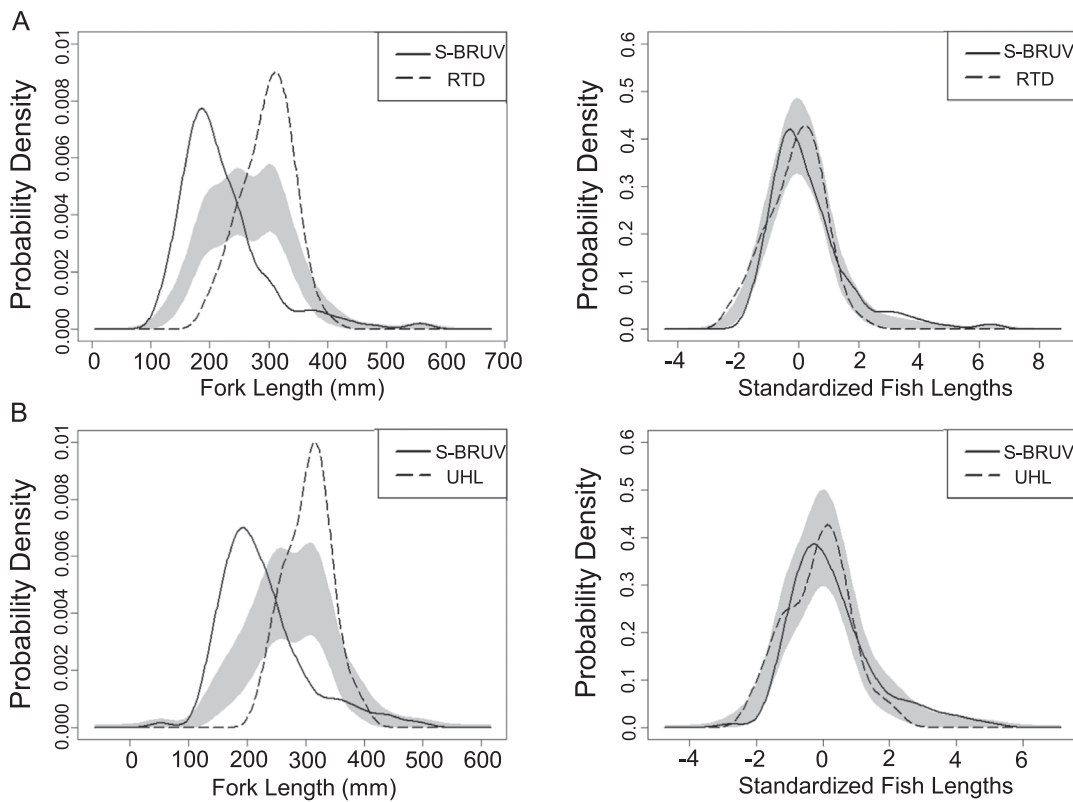 A
Probability Density
0.01
0.008
0.006
0.004
0.002
0.000
S-BRUV
RTD
0 100 200 300 400 500 600 700
Fork Length (mm)
Probability Density
0.6
0.5
0.4
0.3
0.2
0.1
0.0
S-BRUV
RTD
-4 -2 0 2 4 6 8
Standardized Fish Lengths
B
Probability Density
0.01
0.008
0.006
0.004
0.002
0.000
S-BRUV
UHL
0 100 200 300 400 500 600
Fork Length (mm)
Probability Density
0.6
0.5
0.4
0.3
0.2
0.1
0.0
S-BRUV
UHL
-4 -2 0 2 4 6
Standardized Fish Lengths